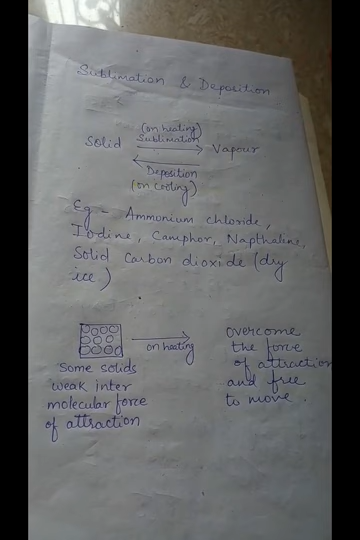 Sublimation & Deposition
(on heating)
Solid Sublimation Vapour
Deposition
(on cooling)
Eg - Ammonium chloride,
Iodine, Camphor, Napthaline,
Solid Carbon dioxide (dry
ice)
on heating
Some solids
weak inter
molecular force
of attraction
overcome
the force
of attraction
and free
to move.